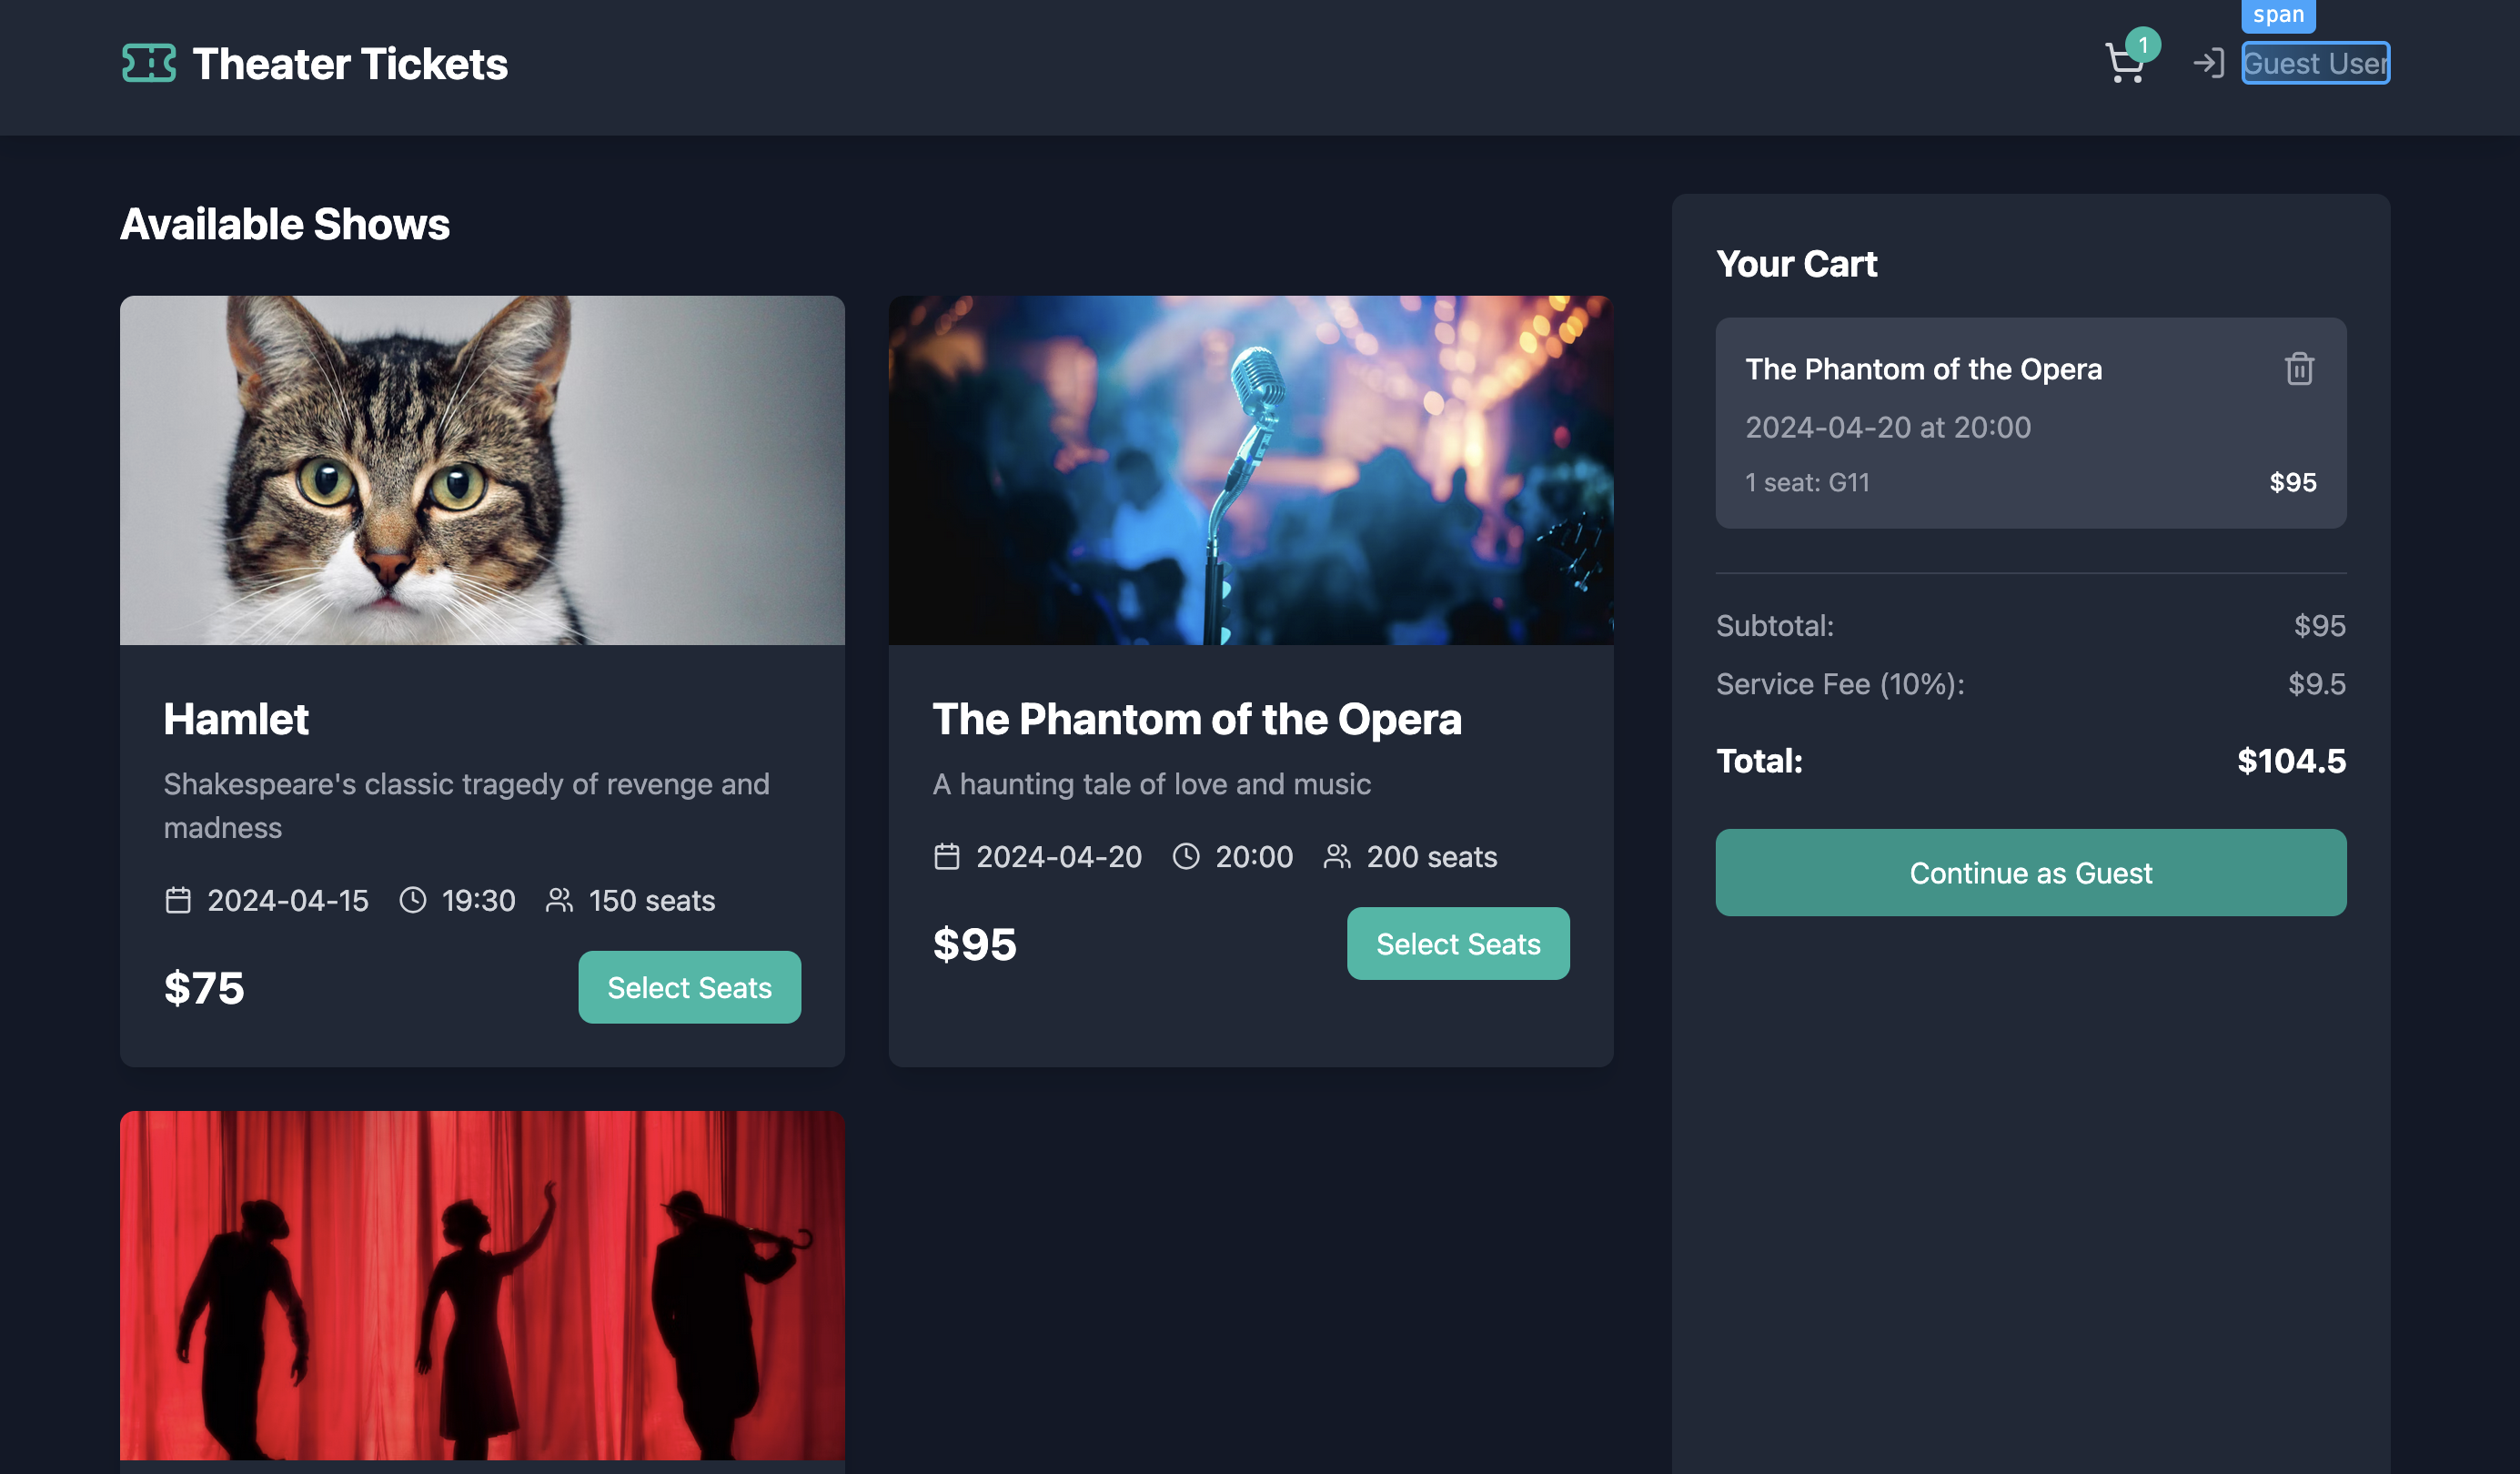 Theater Tickets
1
span
Guest User
Available Shows
Hamlet
Shakespeare's classic tragedy of revenge and
madness
2024-04-15 19:30 150 seats
$75 Select Seats
The Phantom of the Opera
A haunting tale of love and music
2024-04-20 20:00 200 seats
$95 Select Seats
Your Cart
The Phantom of the Opera
2024-04-20 at 20:00
1 seat: G11 $95
Subtotal: $95
Service Fee (10%): $9.5
Total: $104.5
Continue as Guest